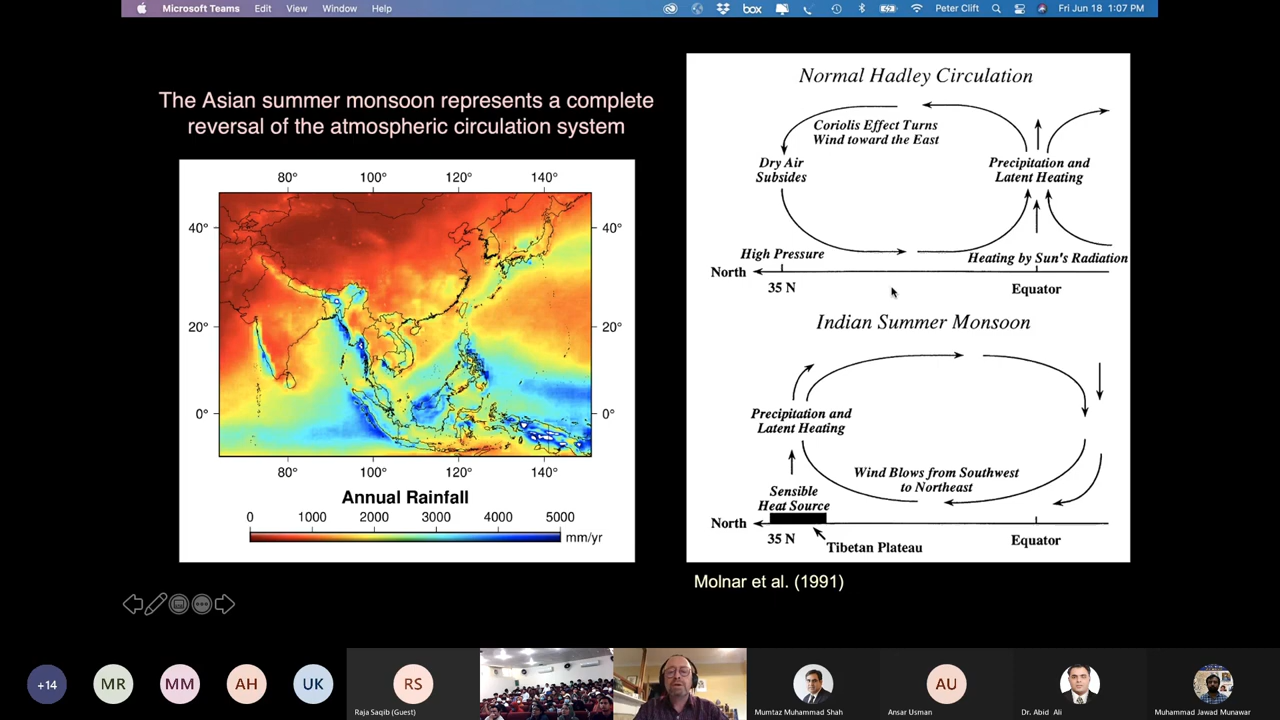 Microsoft Teams Edit View Window Help
box
Peter Clift
Fri Jun 18 1:07 PM
The Asian summer monsoon represents a complete
reversal of the atmospheric circulation system
80° 100° 120° 140°
40° 40°
20° 20°
0° 0°
80° 100° 120° 140°
Annual Rainfall
0 1000 2000 3000 4000 5000
mm/yr
Normal Hadley Circulation
Coriolis Effect Turns
Wind toward the East
Dry Air
Subsides
Precipitation and
Latent Heating
High Pressure
Heating by Sun's Radiation
North
35 N
Equator
Indian Summer Monsoon
Precipitation and
Latent Heating
Wind Blows from Southwest
to Northeast
Sensible
Heat Source
North
35 N
Tibetan Plateau
Equator
Molnar et al. (1991)
+14
MR
MM
AH
UK
RS
Raja Saqib (Guest)
Mumtaz Muhammad Shah
AU
Ansar Usman
Dr. Abid Ali
Muhammad Jawad Munawar